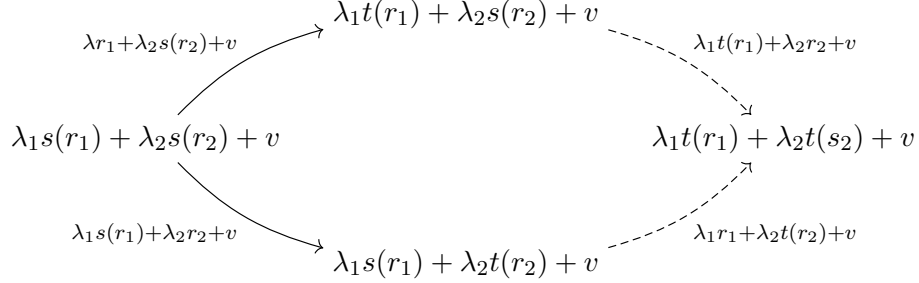 λ₁t(r₁) + λ₂s(r₂) + v
λr₁+λ₂s(r₂)+v
λ₁t(r₁)+λ₂r₂+v
λ₁s(r₁) + λ₂s(r₂) + v
λ₁t(r₁) + λ₂t(s₂) + v
λ₁s(r₁)+λ₂r₂+v
λ₁r₁+λ₂t(r₂)+v
λ₁s(r₁) + λ₂t(r₂) + v